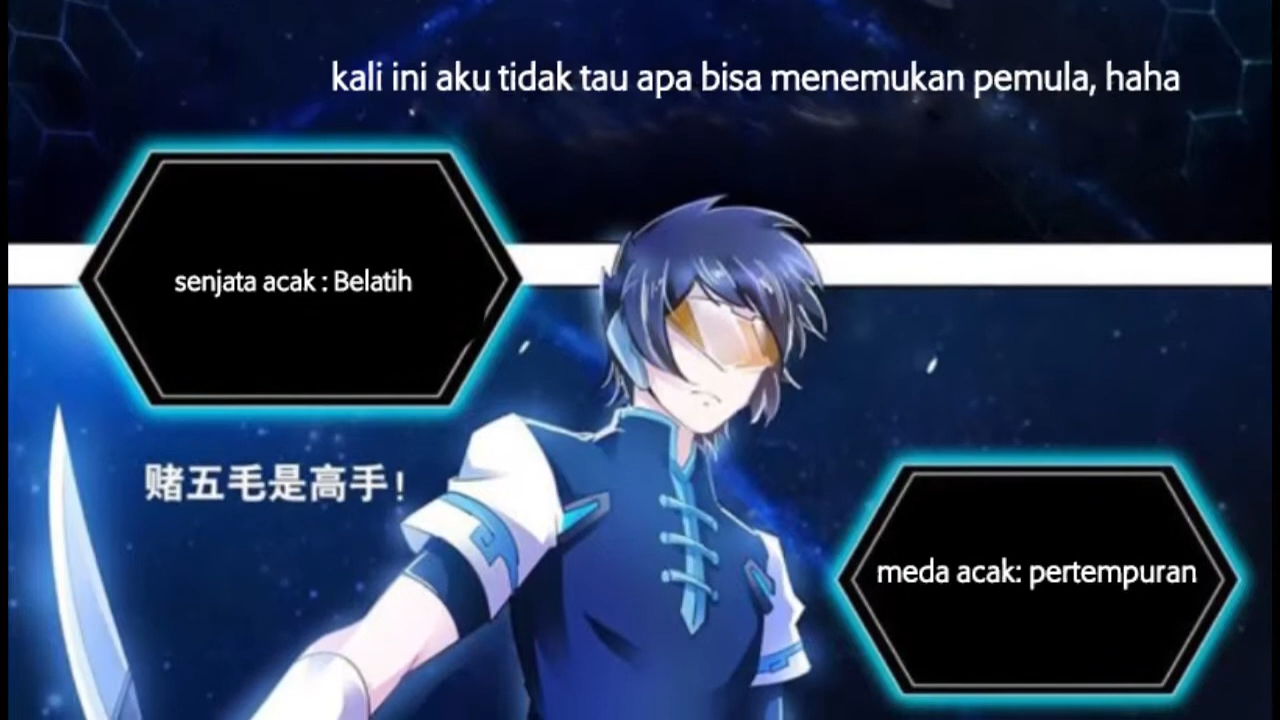 kali ini aku tidak tau apa bisa menemukan pemula, haha
senjata acak : Belatih
赌五毛是高手!
meda acak: pertempuran